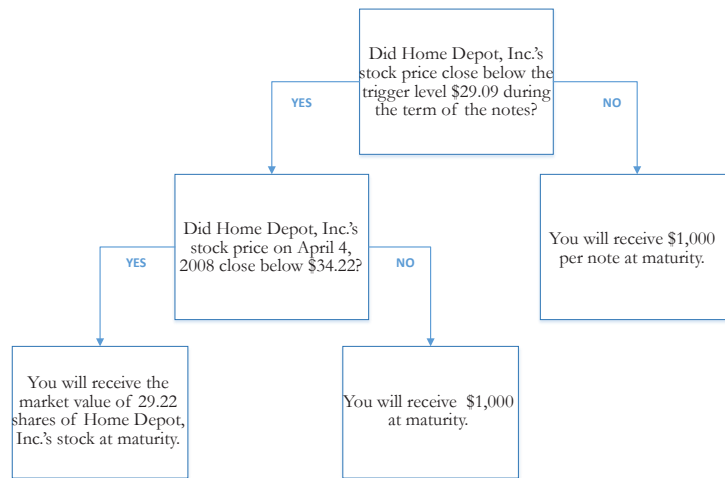 Did Home Depot, Inc.'s
stock price close below the
trigger level $29.09 during
the term of the notes?
YES
NO
Did Home Depot, Inc.'s
stock price on April 4,
2008 close below $34.22?
You will receive $1,000
per note at maturity.
YES
NO
You will receive the
market value of 29.22
shares of Home Depot,
Inc.'s stock at maturity.
You will receive $1,000
at maturity.